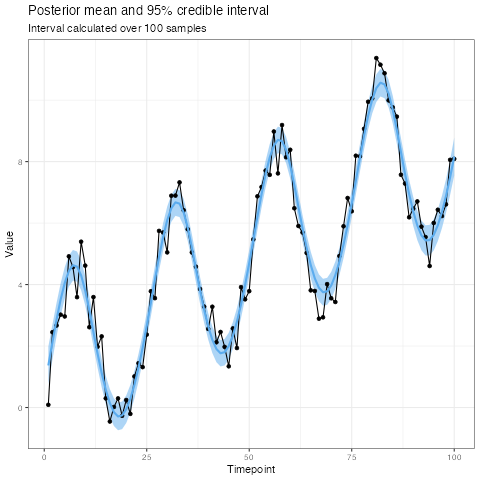 Posterior mean and 95% credible interval
Interval calculated over 100 samples
Value
8
4
0
0 25 50 75 100
Timepoint